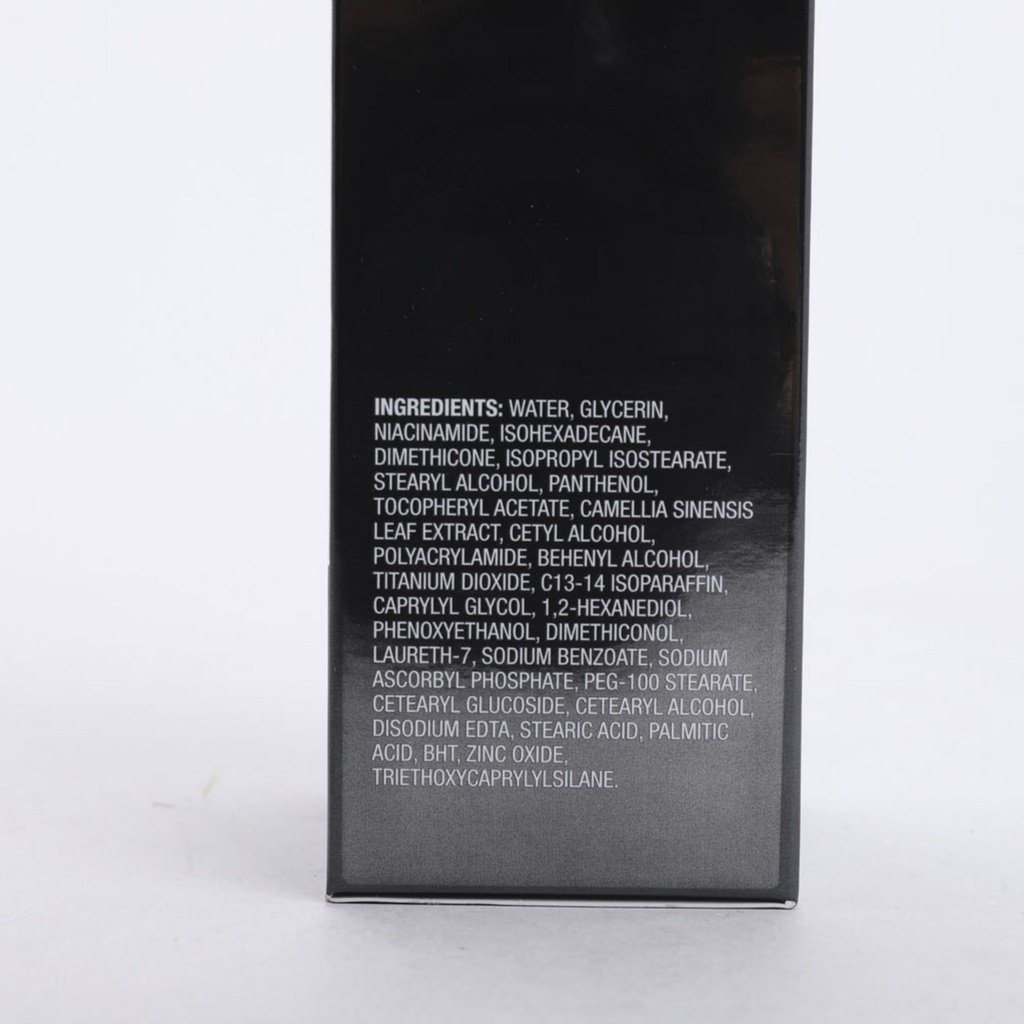 INGREDIENTS: WATER, GLYCERIN,
NIACINAMIDE, ISOHEXADECANE,
DIMETHICONE, ISOPROPYL ISOSTEARATE,
STEARYL ALCOHOL, PANTHENOL,
TOCOPHERYL ACETATE, CAMELLIA SINENSIS
LEAF EXTRACT, CETYL ALCOHOL,
POLYACRYLAMIDE, BEHENYL ALCOHOL,
TITANIUM DIOXIDE, C13-14 ISOPARAFFIN,
CAPRYLYL GLYCOL, 1,2-HEXANEDIOL,
PHENOXYETHANOL, DIMETHICONOL,
LAURETH-7, SODIUM BENZOATE, SODIUM
ASCORBYL PHOSPHATE, PEG-100 STEARATE,
CETEARYL GLUCOSIDE, CETEARYL ALCOHOL,
DISODIUM EDTA, STEARIC ACID, PALMITIC
ACID, BHT, ZINC OXIDE,
TRIETHOXYCAPRYLYLSILANE.